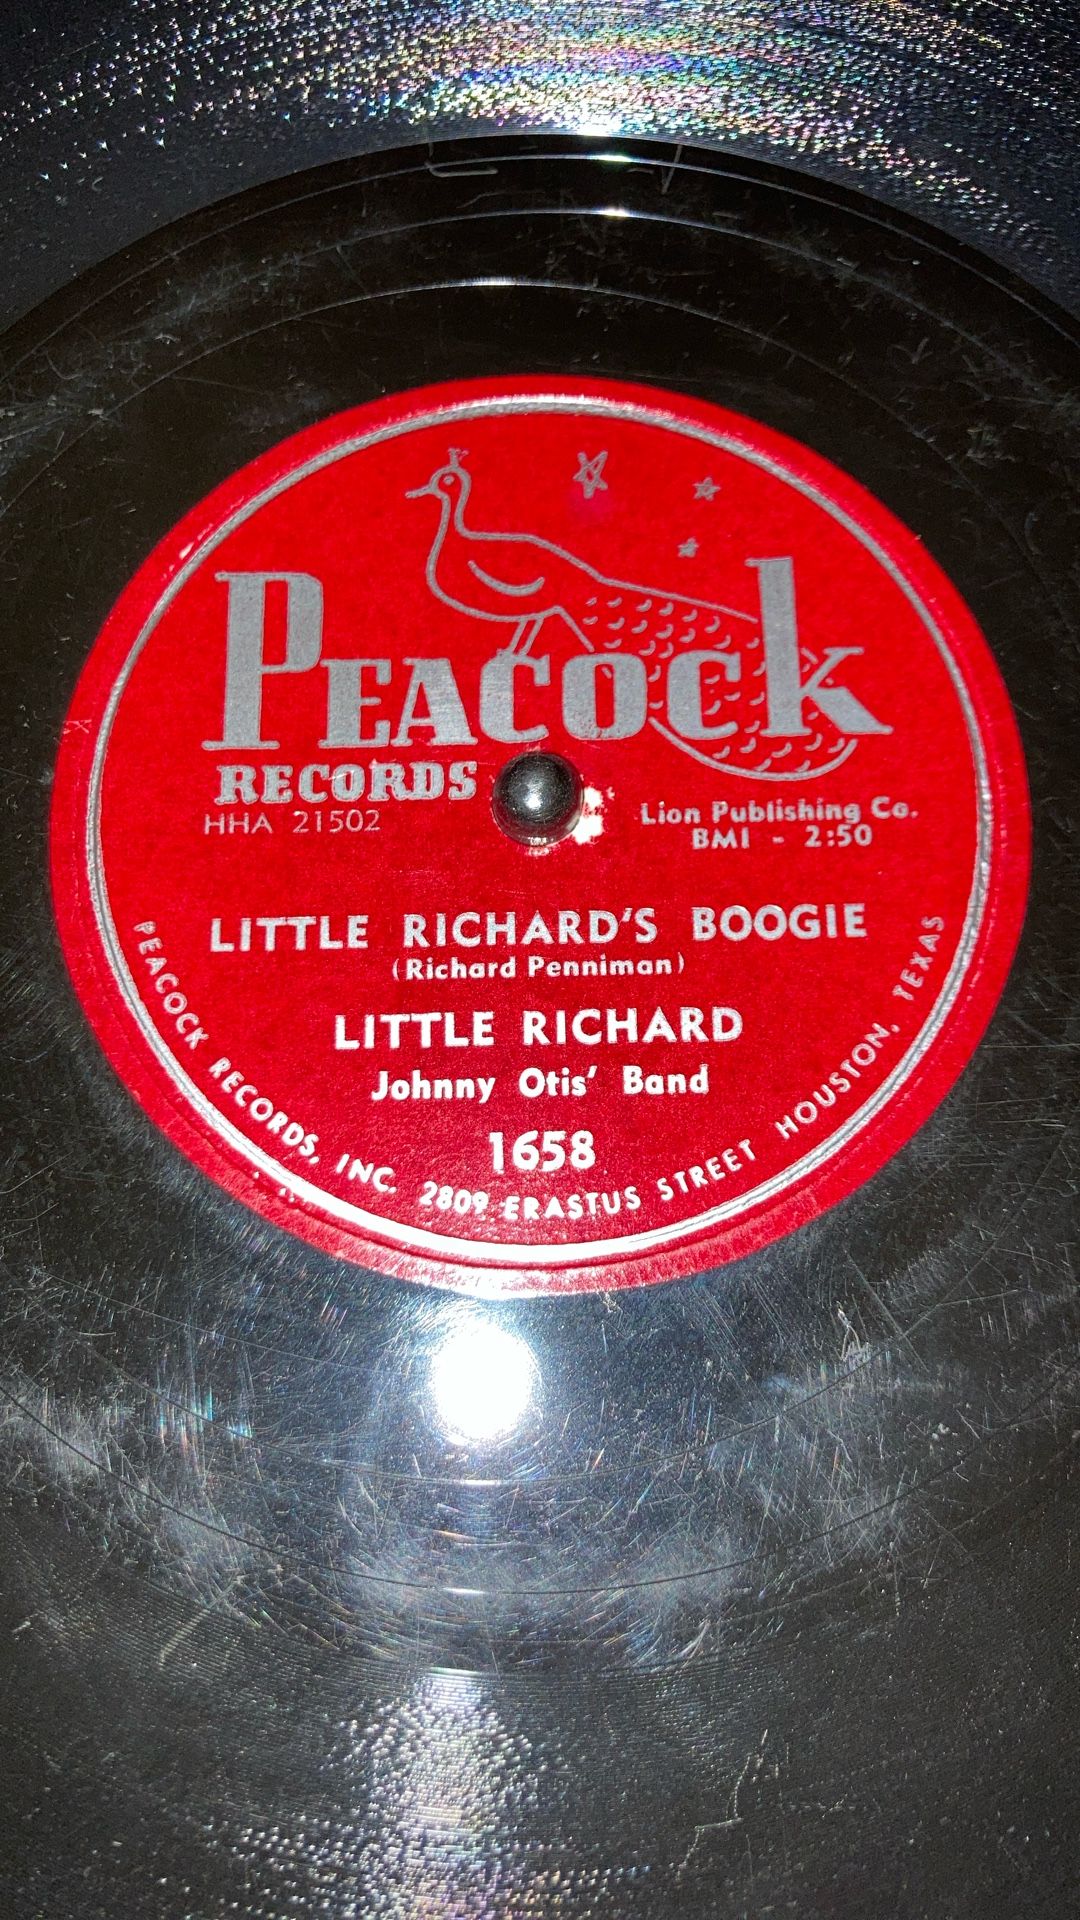 PEACOCK
RECORDS
HHA 21502
Lion Publishing Co.
BMI - 2:50
LITTLE RICHARD'S BOOGIE
(Richard Penniman)
LITTLE RICHARD
Johnny Otis' Band
1658
PEACOCK RECORDS, INC. 2809 ERASTUS STREET HOUSTON, TEXAS